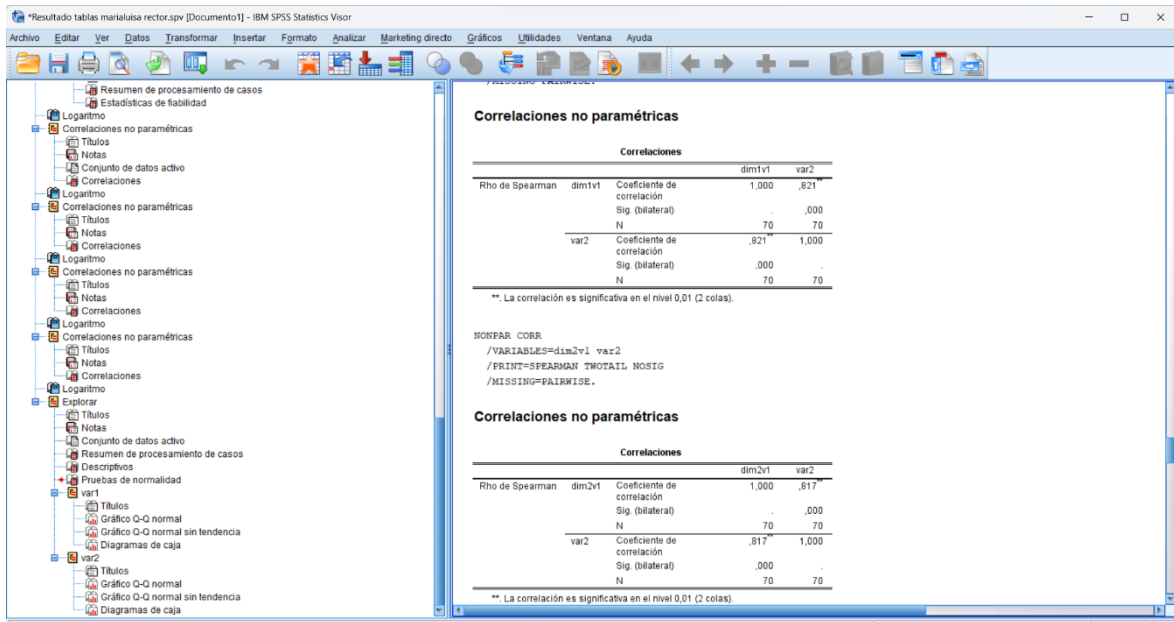 *Resultado tablas marialuisa rector.spv [Documento1] - IBM SPSS Statistics Visor
Archivo Editar Ver Datos Transformar Insertar Formato Analizar Marketing directo Gráficos Utilidades Ventana Ayuda
Resumen de procesamiento de casos
Estadísticas de fiabilidad
Logaritmo
Correlaciones no paramétricas
Títulos
Notas
Conjunto de datos activo
Correlaciones
Logaritmo
Correlaciones no paramétricas
Títulos
Notas
Correlaciones
Logaritmo
Correlaciones no paramétricas
Títulos
Notas
Correlaciones
Logaritmo
Correlaciones no paramétricas
Títulos
Notas
Correlaciones
Logaritmo
Explorar
Títulos
Notas
Conjunto de datos activo
Resumen de procesamiento de casos
Descriptivos
Pruebas de normalidad
var1
Títulos
Gráfico Q-Q normal
Gráfico Q-Q normal sin tendencia
Diagramas de caja
var2
Títulos
Gráfico Q-Q normal
Gráfico Q-Q normal sin tendencia
Diagramas de caja
/MISSING=PAIRWISE.
Correlaciones no paramétricas
Correlaciones
dim1v1 var2
Rho de Spearman dim1v1 Coeficiente de correlación 1,000 ,821**
Sig. (bilateral) . ,000
N 70 70
var2 Coeficiente de correlación ,821** 1,000
Sig. (bilateral) ,000 .
N 70 70
**. La correlación es significativa en el nivel 0,01 (2 colas).
NONPAR CORR
/VARIABLES=dim2v1 var2
/PRINT=SPEARMAN TWOTAIL NOSIG
/MISSING=PAIRWISE.
Correlaciones no paramétricas
Correlaciones
dim2v1 var2
Rho de Spearman dim2v1 Coeficiente de correlación 1,000 ,817**
Sig. (bilateral) . ,000
N 70 70
var2 Coeficiente de correlación ,817** 1,000
Sig. (bilateral) ,000 .
N 70 70
**. La correlación es significativa en el nivel 0,01 (2 colas).